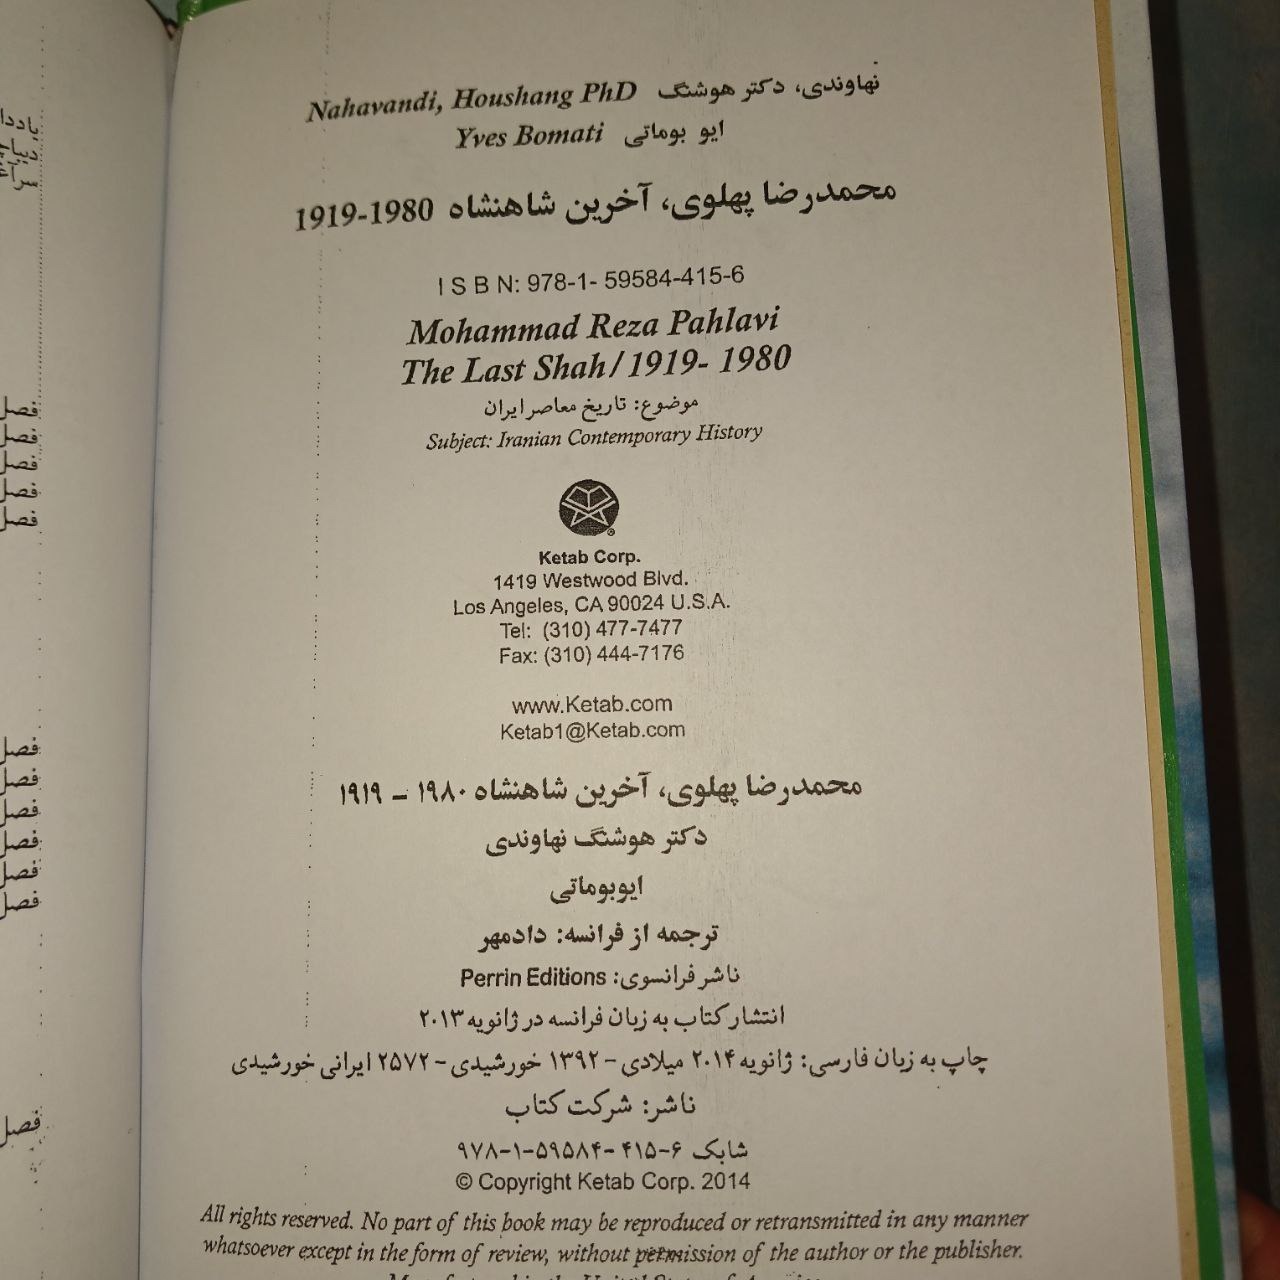 نهاوندی، دکتر هوشنگ Nahavandi, Houshang PhD
ایو بوماتی Yves Bomati
محمدرضا پهلوی، آخرین شاهنشاه 1980-1919
I S B N: 978-1- 59584-415-6
Mohammad Reza Pahlavi
The Last Shah/1919- 1980
موضوع: تاریخ معاصر ایران
Subject: Iranian Contemporary History
Ketab Corp.
1419 Westwood Blvd.
Los Angeles, CA 90024 U.S.A.
Tel: (310) 477-7477
Fax: (310) 444-7176
www.Ketab.com
Ketab1@Ketab.com
محمدرضا پهلوی، آخرین شاهنشاه ۱۹۸۰ – ۱۹۱۹
دکتر هوشنگ نهاوندی
ایوبوماتی
ترجمه از فرانسه: دادمهر
ناشر فرانسوی: Perrin Editions
انتشار کتاب به زبان فرانسه در ژانویه ۲۰۱۳
چاپ به زبان فارسی: ژانویه ۲۰۱۴ میلادی – ۱۳۹۲ خورشیدی – ۲۵۷۲ ایرانی خورشیدی
ناشر: شرکت کتاب
شابک ۶-۴۱۵ -۵۹۵۸۴-۱-۹۷۸
© Copyright Ketab Corp. 2014
All rights reserved. No part of this book may be reproduced or retransmitted in any manner
whatsoever except in the form of review, without permission of the author or the publisher.
فصل
فصل
فصل
فصل
فصل
فصل
فصل
فصل
فصل
فصل
فصل
فصل